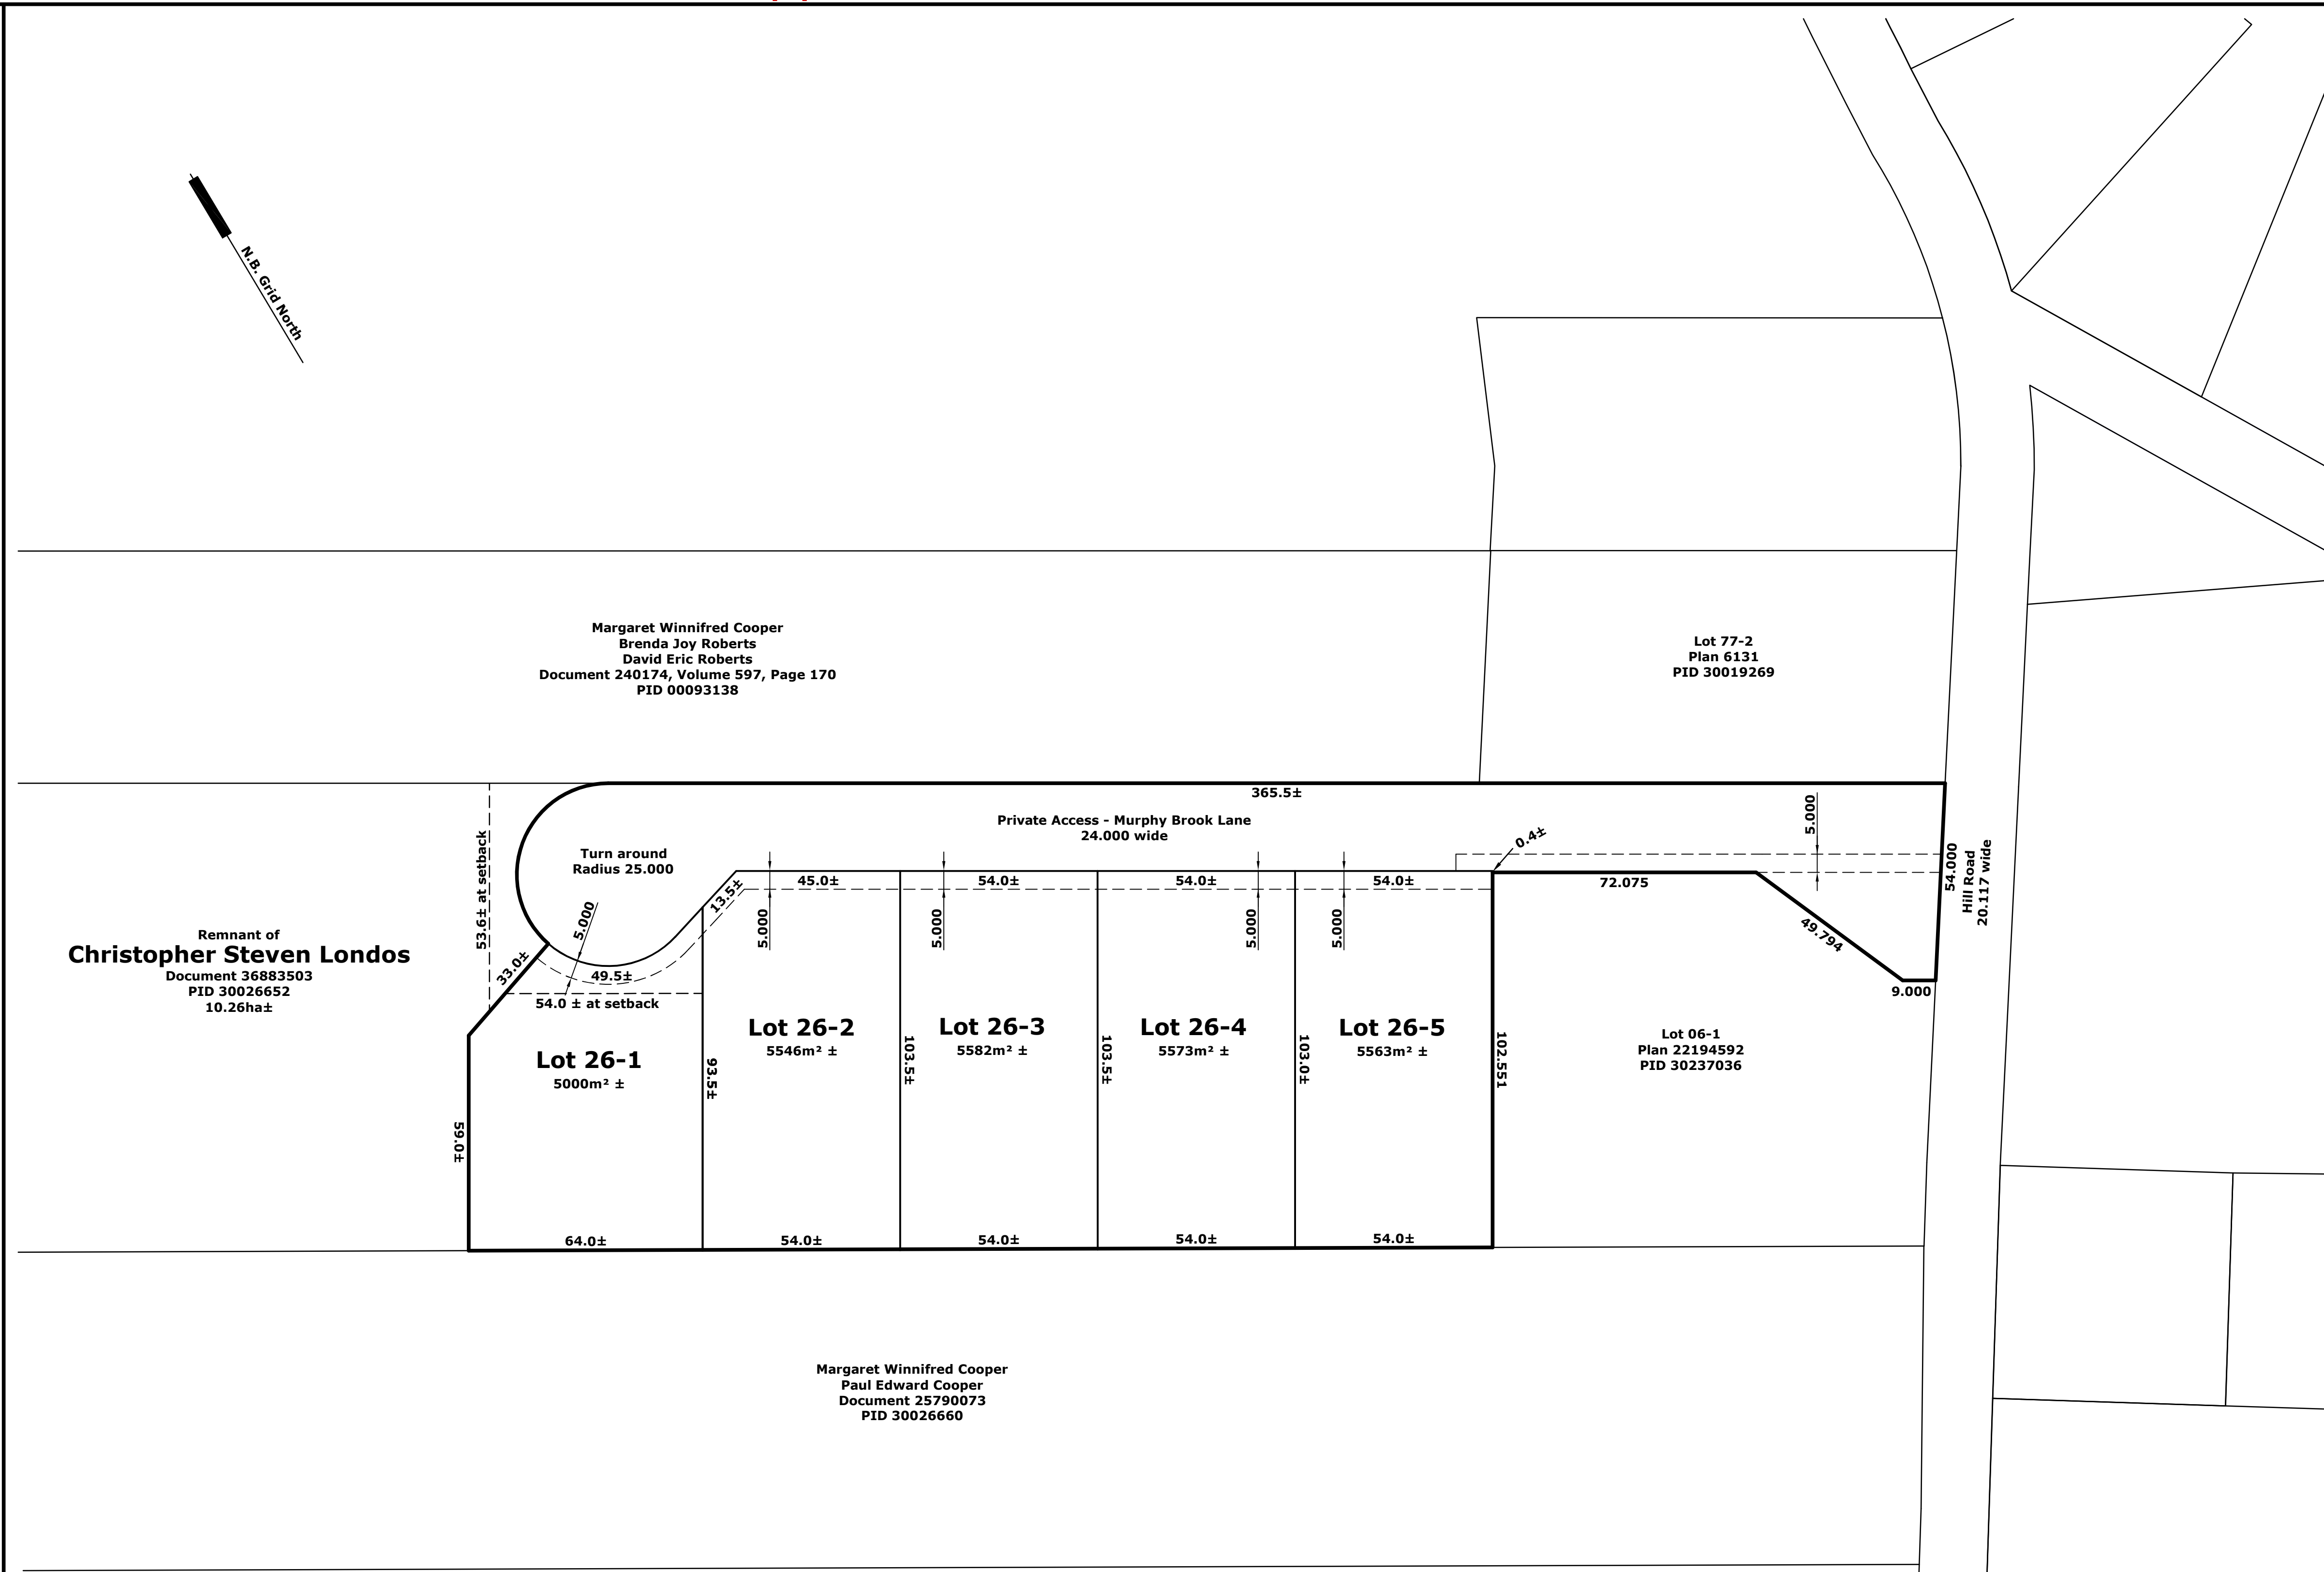 N.B. Grid North
Margaret Winnifred Cooper
Brenda Joy Roberts
David Eric Roberts
Document 240174, Volume 597, Page 170
PID 00093138
Lot 77-2
Plan 6131
PID 30019269
365.5±
Private Access - Murphy Brook Lane
24.000 wide
5.000
0.4±
54.000
Hill Road
20.117 wide
Turn around
Radius 25.000
53.6± at setback
13.5±
45.0±
54.0±
54.0±
54.0±
72.075
49.794
9.000
5.000
5.000
5.000
5.000
5.000
33.0±
49.5±
54.0 ± at setback
Remnant of
Christopher Steven Londos
Document 36883503
PID 30026652
10.26ha±
Lot 26-1
5000m² ±
Lot 26-2
5546m² ±
Lot 26-3
5582m² ±
Lot 26-4
5573m² ±
Lot 26-5
5563m² ±
Lot 06-1
Plan 22194592
PID 30237036
59.0±
93.5±
103.5±
103.5±
103.0±
102.551
64.0±
54.0±
54.0±
54.0±
54.0±
Margaret Winnifred Cooper
Paul Edward Cooper
Document 25790073
PID 30026660